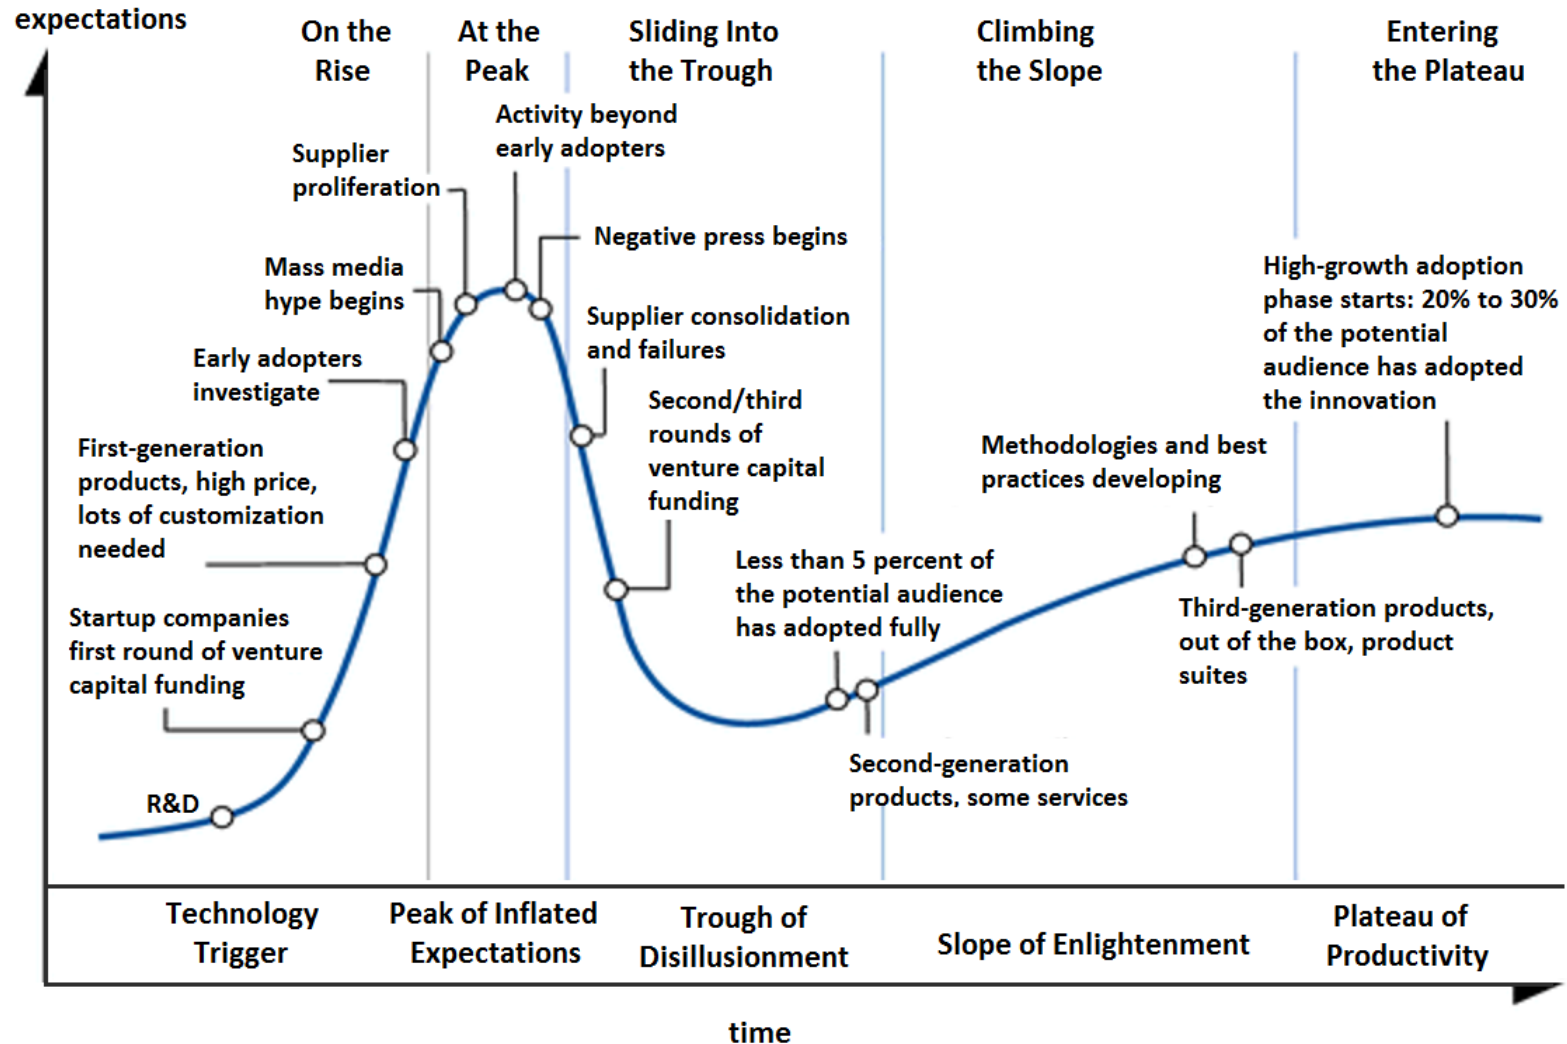 expectations
On the
Rise
At the
Peak
Sliding Into
the Trough
Climbing
the Slope
Entering
the Plateau
Activity beyond
early adopters
Supplier
proliferation
Negative press begins
Mass media
hype begins
High-growth adoption
phase starts: 20% to 30%
of the potential
audience has adopted
the innovation
Supplier consolidation
and failures
Early adopters
investigate
Second/third
rounds of
venture capital
funding
First-generation
products, high price,
lots of customization
needed
Methodologies and best
practices developing
Less than 5 percent of
the potential audience
has adopted fully
Startup companies
first round of venture
capital funding
Third-generation products,
out of the box, product
suites
Second-generation
products, some services
R&D
Technology
Trigger
Peak of Inflated
Expectations
Trough of
Disillusionment
Slope of Enlightenment
Plateau of
Productivity
time